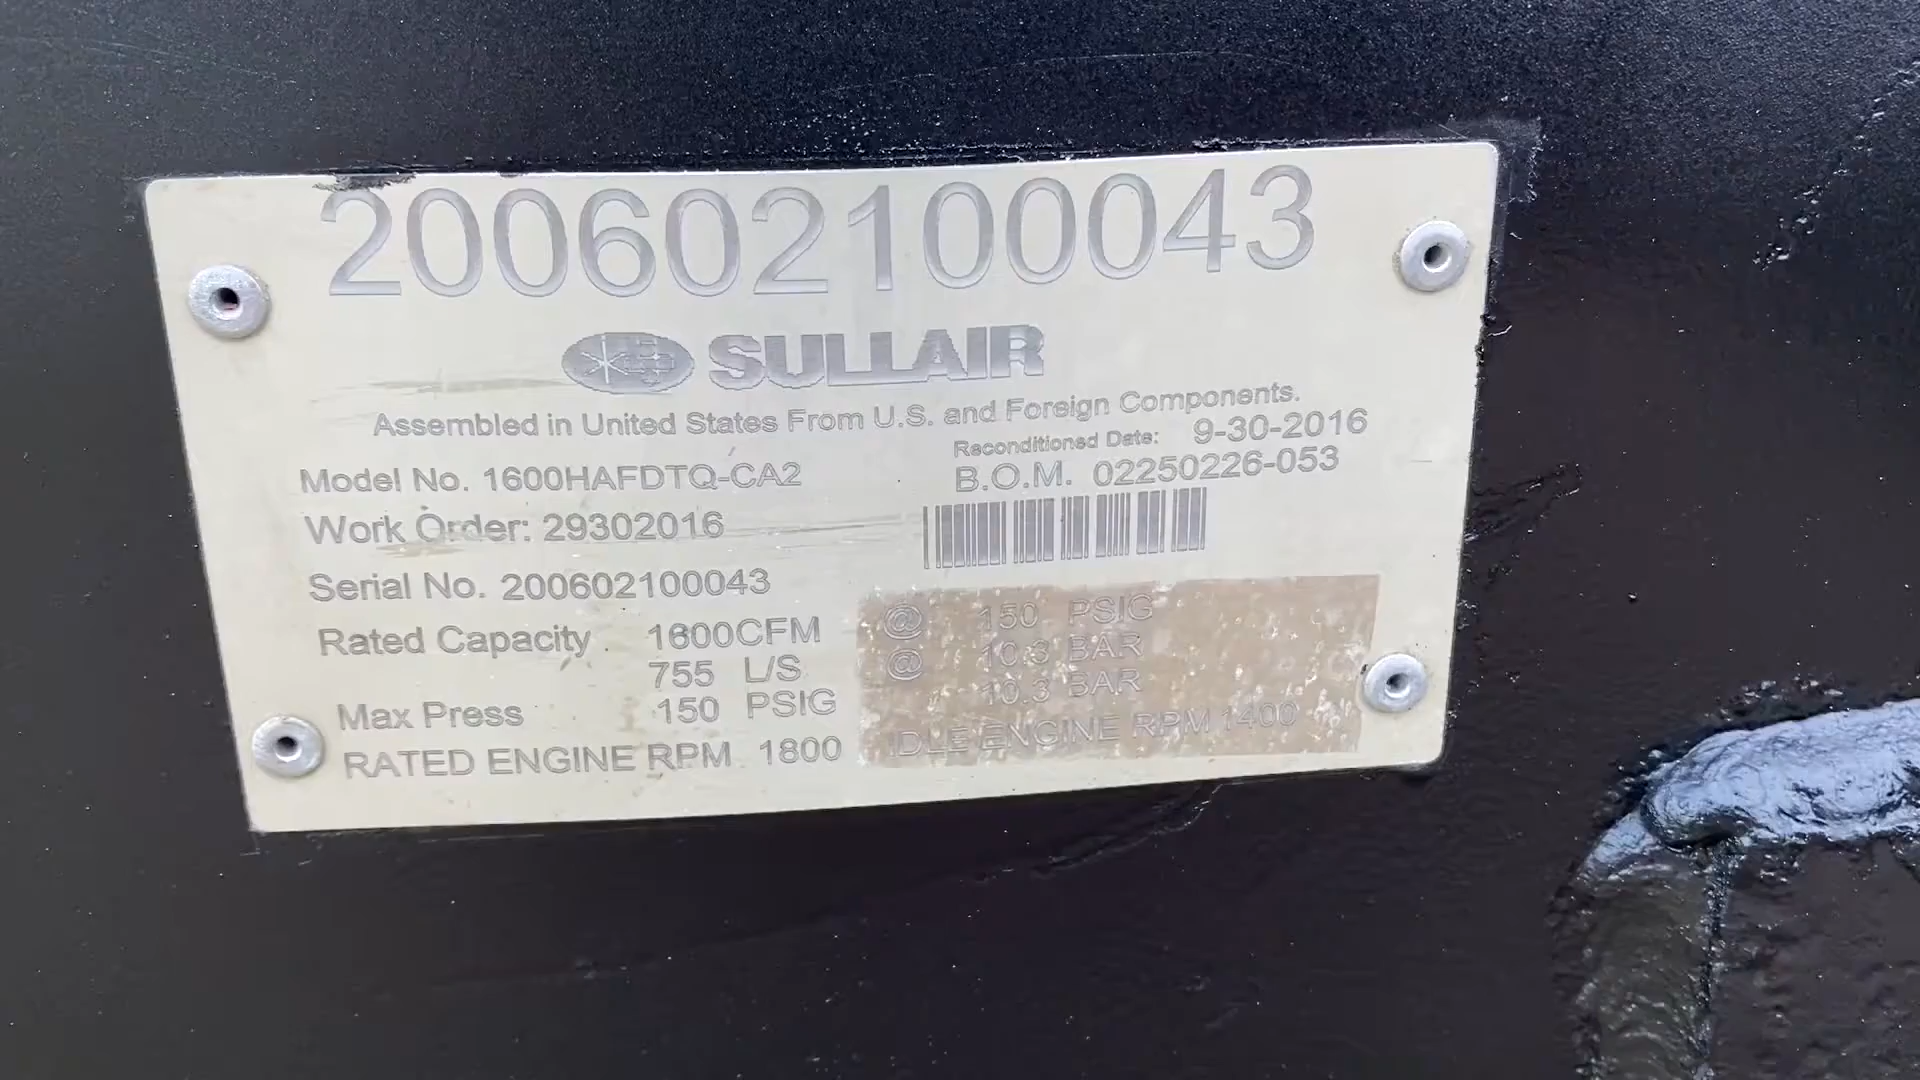 200602100043
SULLAIR
Assembled in United States From U.S. and Foreign Components.
Reconditioned Date: 9-30-2016
Model No. 1600HAFDTQ-CA2 B.O.M. 02250226-053
Work Order: 29302016
Serial No. 200602100043
Rated Capacity 1600CFM @ 150 PSIG
755 L/S @ 10.3 BAR
Max Press 150 PSIG 10.3 BAR
RATED ENGINE RPM 1800 IDLE ENGINE RPM 1400